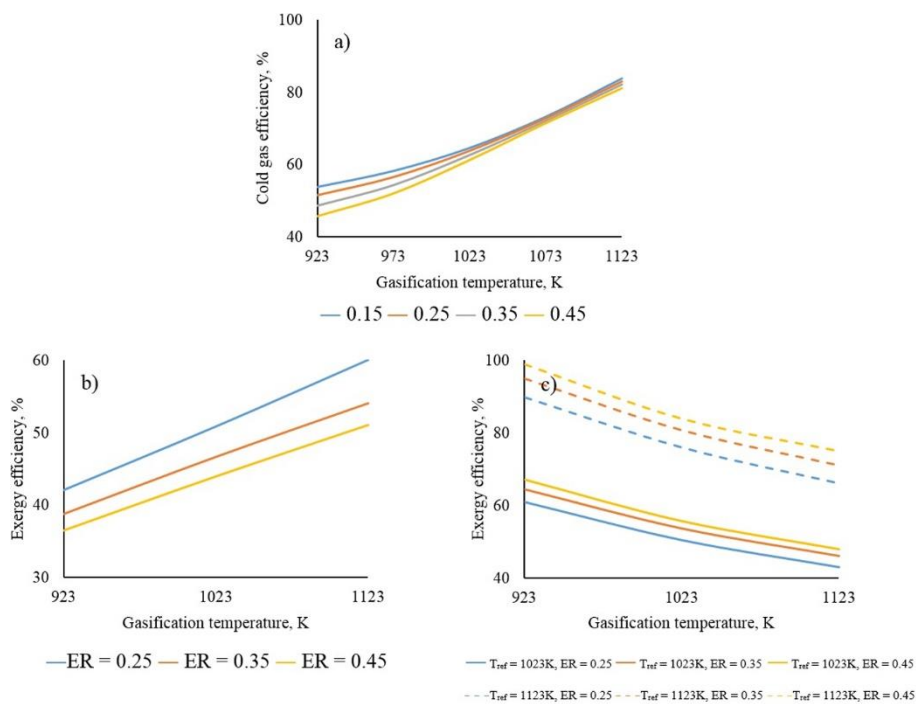 a)
Cold gas efficiency, %
100
80
60
40
923 973 1023 1073 1123
Gasification temperature, K
0.15 0.25 0.35 0.45
b)
Exergy efficiency, %
60
50
40
30
923 1023 1123
Gasification temperature, K
ER = 0.25 ER = 0.35 ER = 0.45
c)
Exergy efficiency, %
100
80
60
40
923 1023 1123
Gasification temperature, K
Tref = 1023K, ER = 0.25 Tref = 1023K, ER = 0.35 Tref = 1023K, ER = 0.45
Tref = 1123K, ER = 0.25 Tref = 1123K, ER = 0.35 Tref = 1123K, ER = 0.45